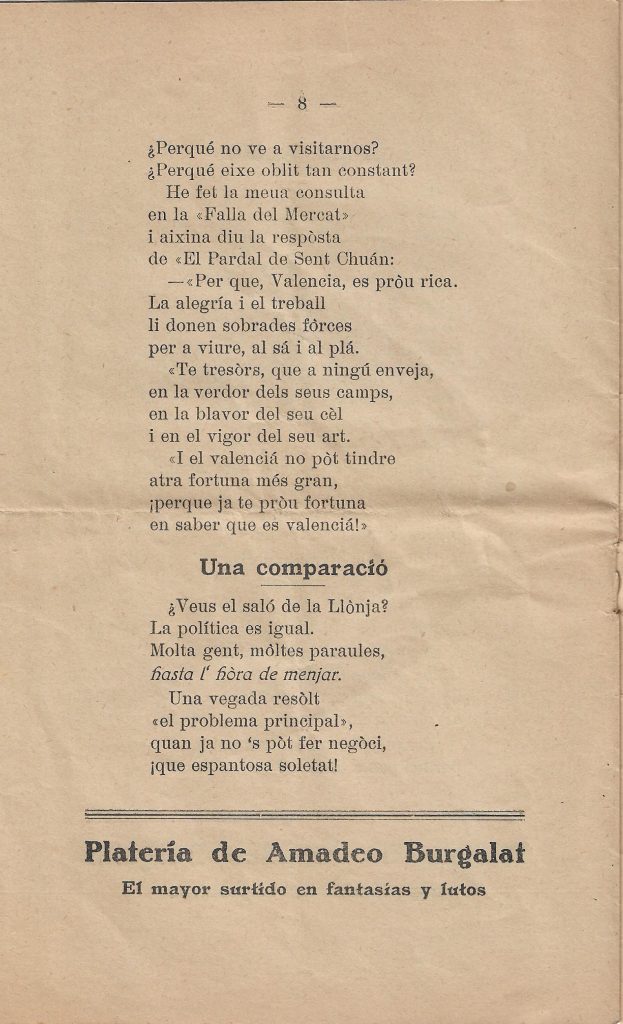 — 8 —
¿Perqué no ve a visitarnos?
¿Perqué eixe oblit tan constant?
He fet la meua consulta
en la «Falla del Mercat»
i aixina diu la respòsta
de «El Pardal de Sent Chuán:
—«Per que, Valencia, es pròu rica.
La alegría i el treball
li donen sobrades fòrces
per a viure, al sá i al plá.
«Te tresòrs, que a ningú enveja,
en la verdor dels seus camps,
en la blavor del seu cèl
i en el vigor del seu art.
«I el valenciá no pòt tindre
atra fortuna més gran,
¡perque ja te pròu fortuna
en saber que es valenciá!»
Una comparació
¿Veus el saló de la Llònja?
La política es igual.
Molta gent, mòltes paraules,
hasta l‘ hòra de menjar.
Una vegada resòlt
«el problema principal»,
quan ja no ‘s pòt fer negòci,
¡que espantosa soletat!
Platería de Amadeo Burgalat
El mayor surtido en fantasías y lutos